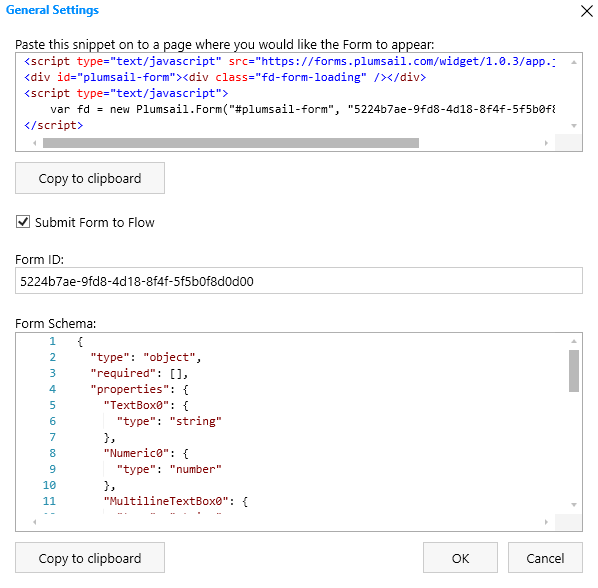 General Settings
Paste this snippet on to a page where you would like the Form to appear:
<script type="text/javascript" src="https://forms.plumsail.com/widget/1.0.3/app.j
<div id="plumsail-form"><div class="fd-form-loading" /></div>
<script type="text/javascript">
var fd = new Plumsail.Form("#plumsail-form", "5224b7ae-9fd8-4d18-8f4f-5f5b0f8
</script>
Copy to clipboard
Submit Form to Flow
Form ID:
5224b7ae-9fd8-4d18-8f4f-5f5b0f8d0d00
Form Schema:
1 {
2 "type": "object",
3 "required": [],
4 "properties": {
5 "TextBox0": {
6 "type": "string"
7 },
8 "Numeric0": {
9 "type": "number"
10 },
11 "MultilineTextBox0": {
Copy to clipboard
OK
Cancel